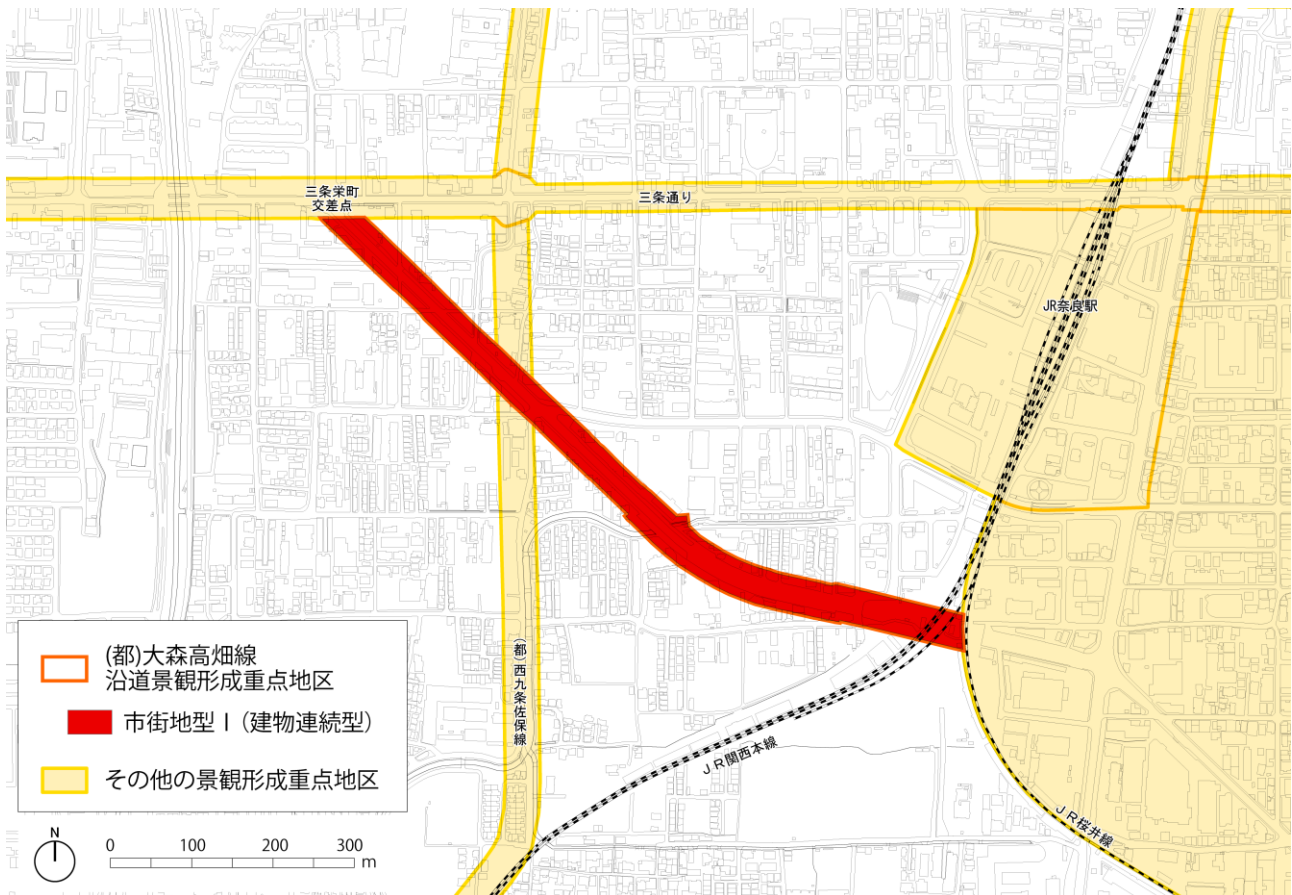 三条栄町
交差点
三条通り
JR奈良駅
(都)西九条佐保線
JR関西本線
JR桜井線
(都)大森高畑線
沿道景観形成重点地区
市街地型Ⅰ(建物連続型)
その他の景観形成重点地区
N
0 100 200 300
m